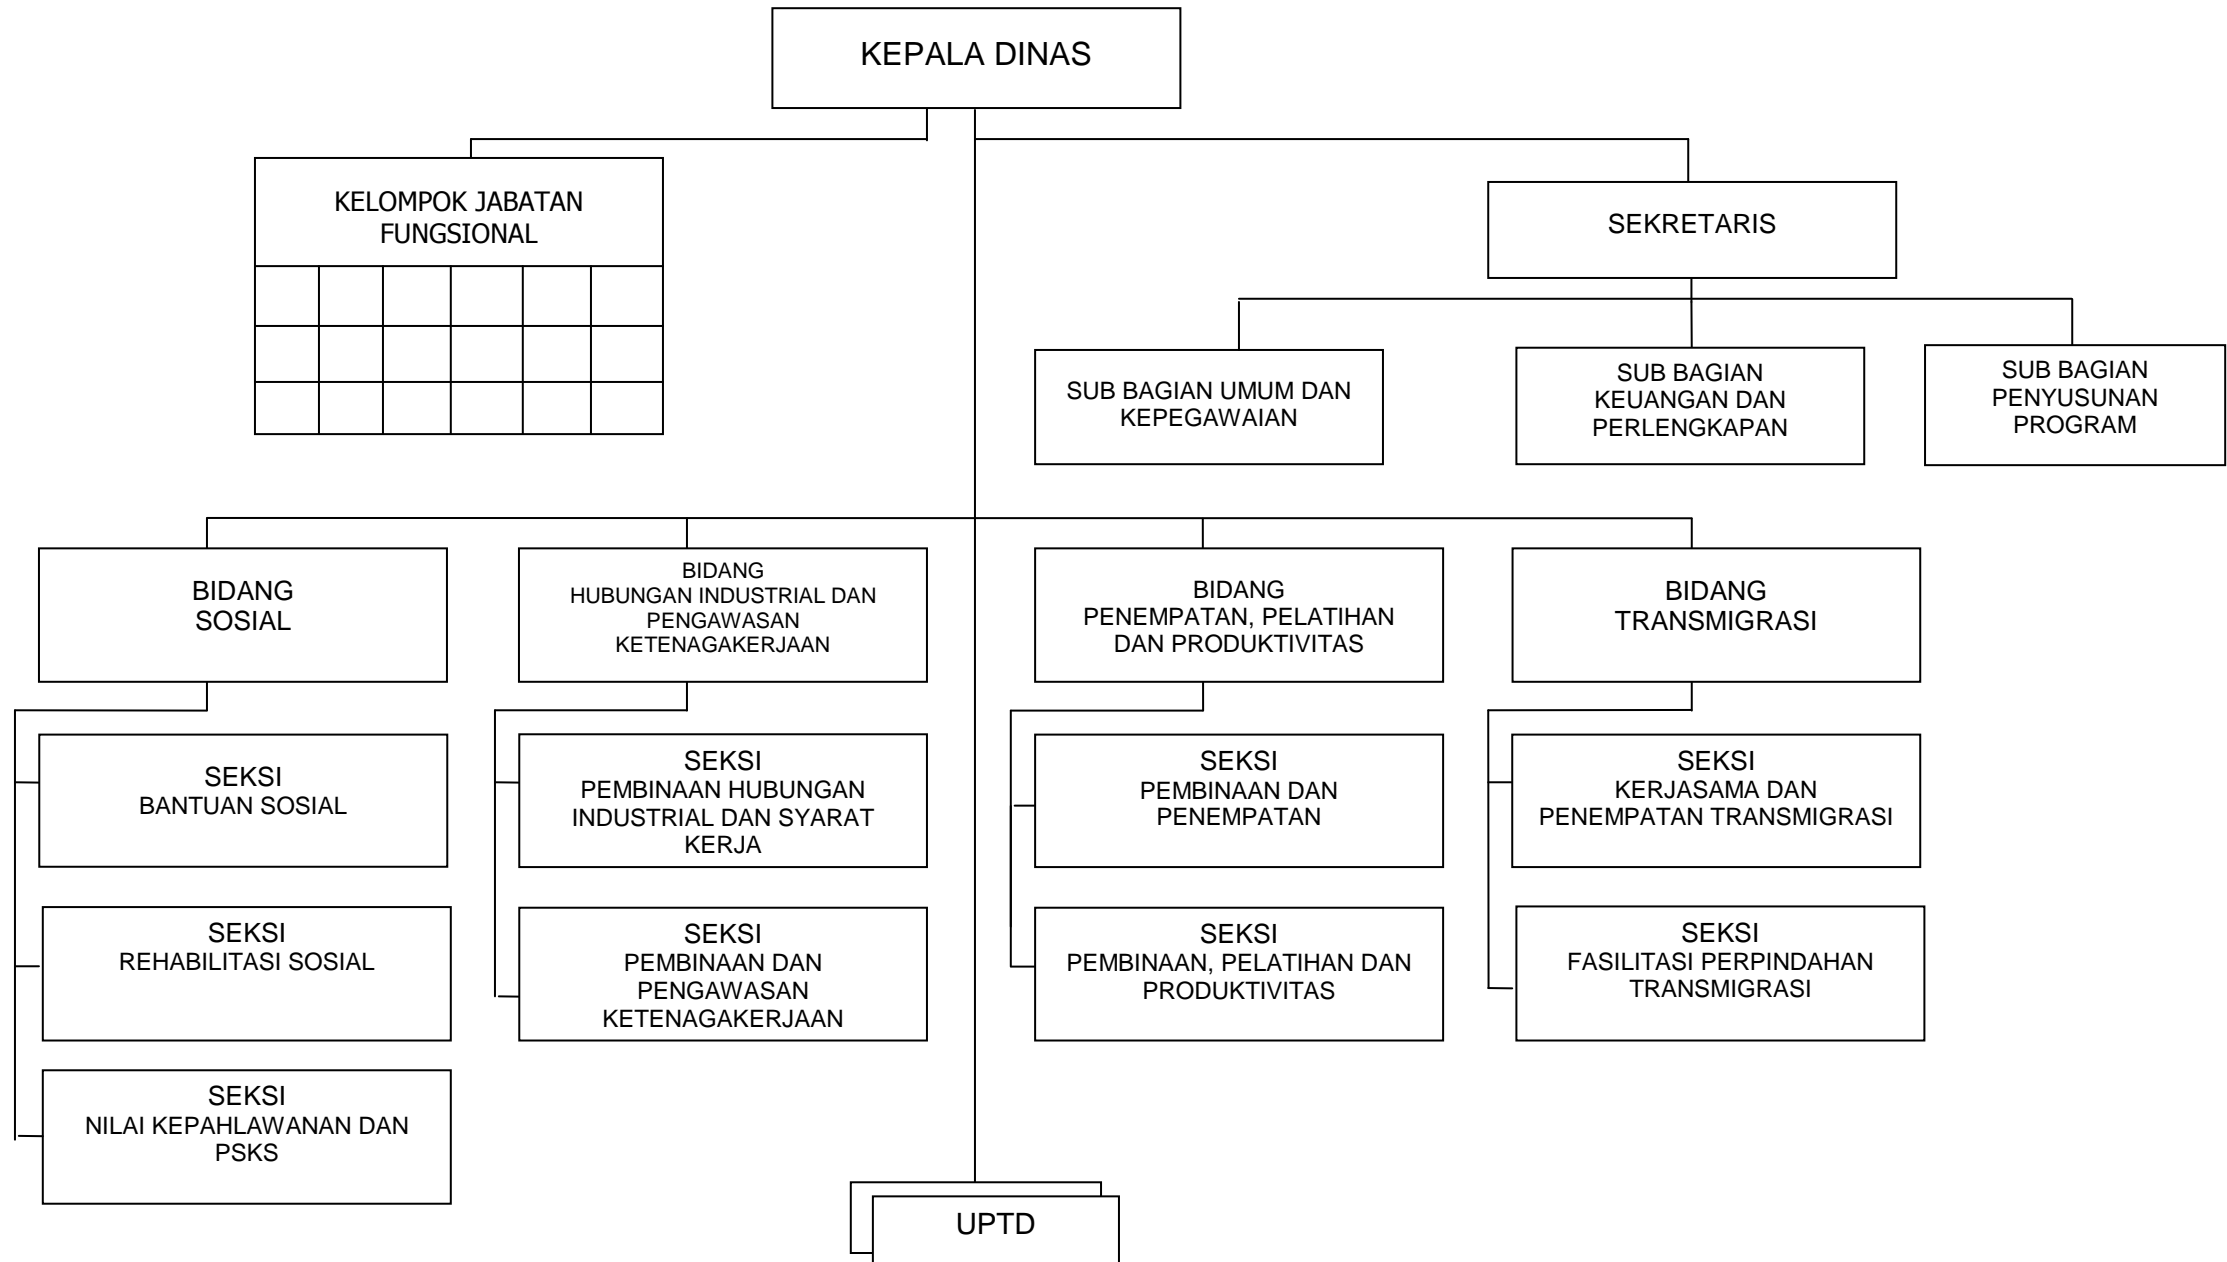 KEPALA DINAS
KELOMPOK JABATAN
FUNGSIONAL
SEKRETARIS
SUB BAGIAN UMUM DAN
KEPEGAWAIAN
SUB BAGIAN
KEUANGAN DAN
PERLENGKAPAN
SUB BAGIAN
PENYUSUNAN
PROGRAM
BIDANG
SOSIAL
BIDANG
HUBUNGAN INDUSTRIAL DAN
PENGAWASAN
KETENAGAKERJAAN
BIDANG
PENEMPATAN, PELATIHAN
DAN PRODUKTIVITAS
BIDANG
TRANSMIGRASI
SEKSI
BANTUAN SOSIAL
SEKSI
PEMBINAAN HUBUNGAN
INDUSTRIAL DAN SYARAT
KERJA
SEKSI
PEMBINAAN DAN
PENEMPATAN
SEKSI
KERJASAMA DAN
PENEMPATAN TRANSMIGRASI
SEKSI
REHABILITASI SOSIAL
SEKSI
PEMBINAAN DAN
PENGAWASAN
KETENAGAKERJAAN
SEKSI
PEMBINAAN, PELATIHAN DAN
PRODUKTIVITAS
SEKSI
FASILITASI PERPINDAHAN
TRANSMIGRASI
SEKSI
NILAI KEPAHLAWANAN DAN
PSKS
UPTD